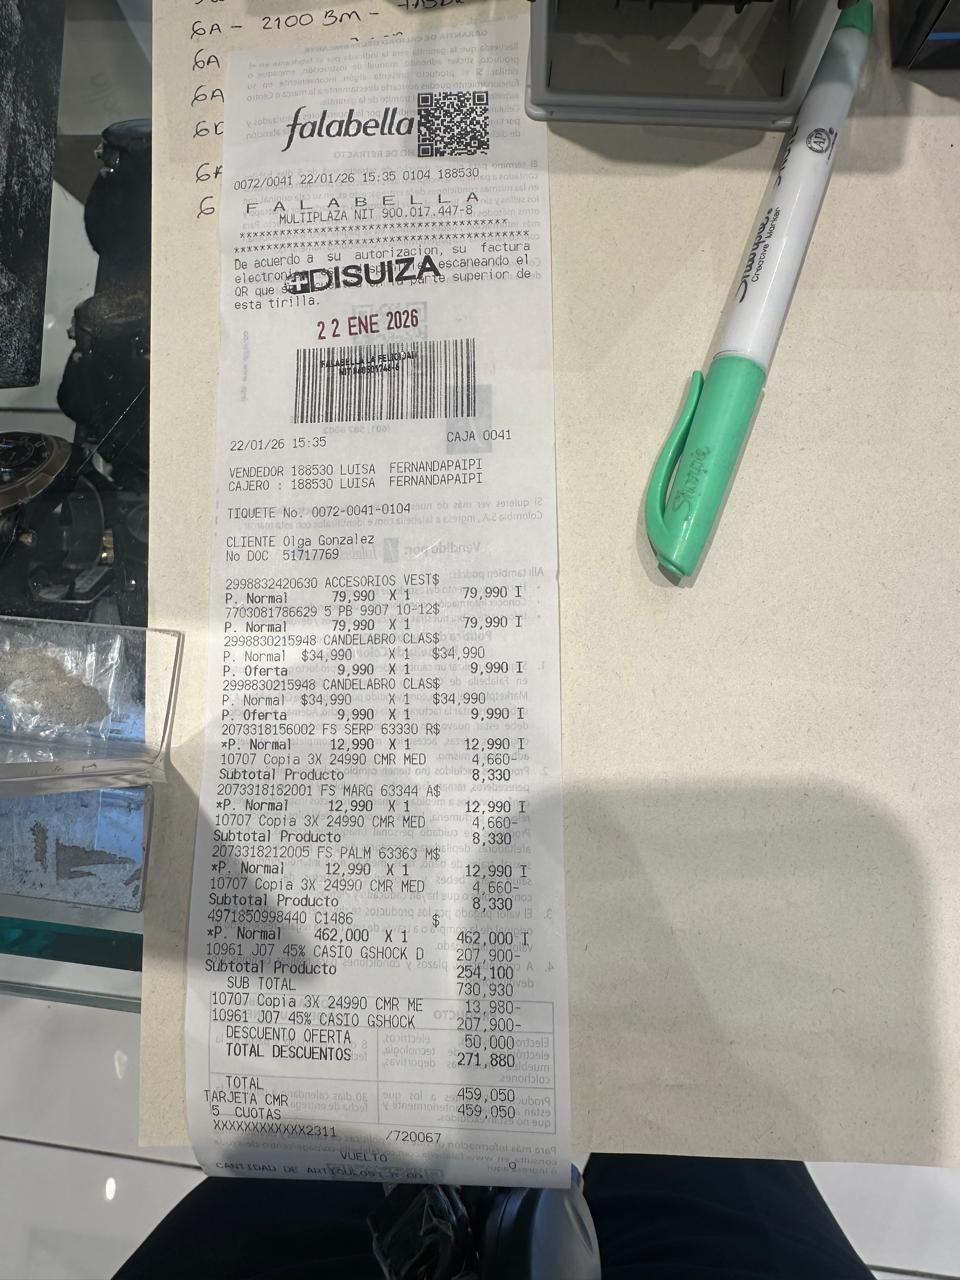 6A - 2100 BM -
6A
6A
6A
6
falabella
0072/0041 22/01/26 15:35 0104 188530
F A L A B E L L A
MULTIPLAZA NIT 900.017.447-8
De acuerdo a su autorizacion, su factura
escaneando el
QR que parte superior de
esta tirilla.
DISUIZA
22 ENE 2026
FALABELLA LA FELICIDAD
22/01/26 15:35 CAJA 0041
VENDEDOR 188530 LUISA FERNANDAPAIPI
CAJERO : 188530 LUISA FERNANDAPAIPI
TIQUETE No. 0072-0041-0104
CLIENTE Olga Gonzalez
No DOC 51717769
2998832420630 ACCESORIOS VEST$
P. Normal 79,990 X 1 79,990 I
7703081786629 5 PB 9907 10-12$
P. Normal 79,990 X 1 79,990 I
2998830215948 CANDELABRO CLAS$
P. Normal $34,990 X 1 $34,990
P. Oferta 9,990 X 1 9,990 I
2998830215948 CANDELABRO CLAS$
P. Normal $34,990 X 1 $34,990
P. Oferta 9,990 X 1 9,990 I
2073318156002 FS SERP 63330 R$
*P. Normal 12,990 X 1 12,990 I
10707 Copia 3X 24990 CMR MED 4,660-
Subtotal Producto 8,330
2073318182001 FS MARG 63344 A$
*P. Normal 12,990 X 1 12,990 I
10707 Copia 3X 24990 CMR MED 4,660-
Subtotal Producto 8,330
2073318212005 FS PALM 63363 M$
*P. Normal 12,990 X 1 12,990 I
10707 Copia 3X 24990 CMR MED 4,660-
Subtotal Producto 8,330
4971850998440 C1486 $
*P. Normal 462,000 X 1 462,000 I
10961 J07 45% CASIO GSHOCK D 207,900-
Subtotal Producto 254,100
SUB TOTAL 730,930
10707 Copia 3X 24990 CMR ME 13,980-
10961 J07 45% CASIO GSHOCK 207,900-
DESCUENTO OFERTA 50,000
TOTAL DESCUENTOS 271,880
TOTAL 459,050
TARJETA CMR 459,050
5 CUOTAS
XXXXXXXXXXXX2311 /720067
VUELTO 0
CANTIDAD DE
Sharpie
Creative Marker
AP
Sharpie